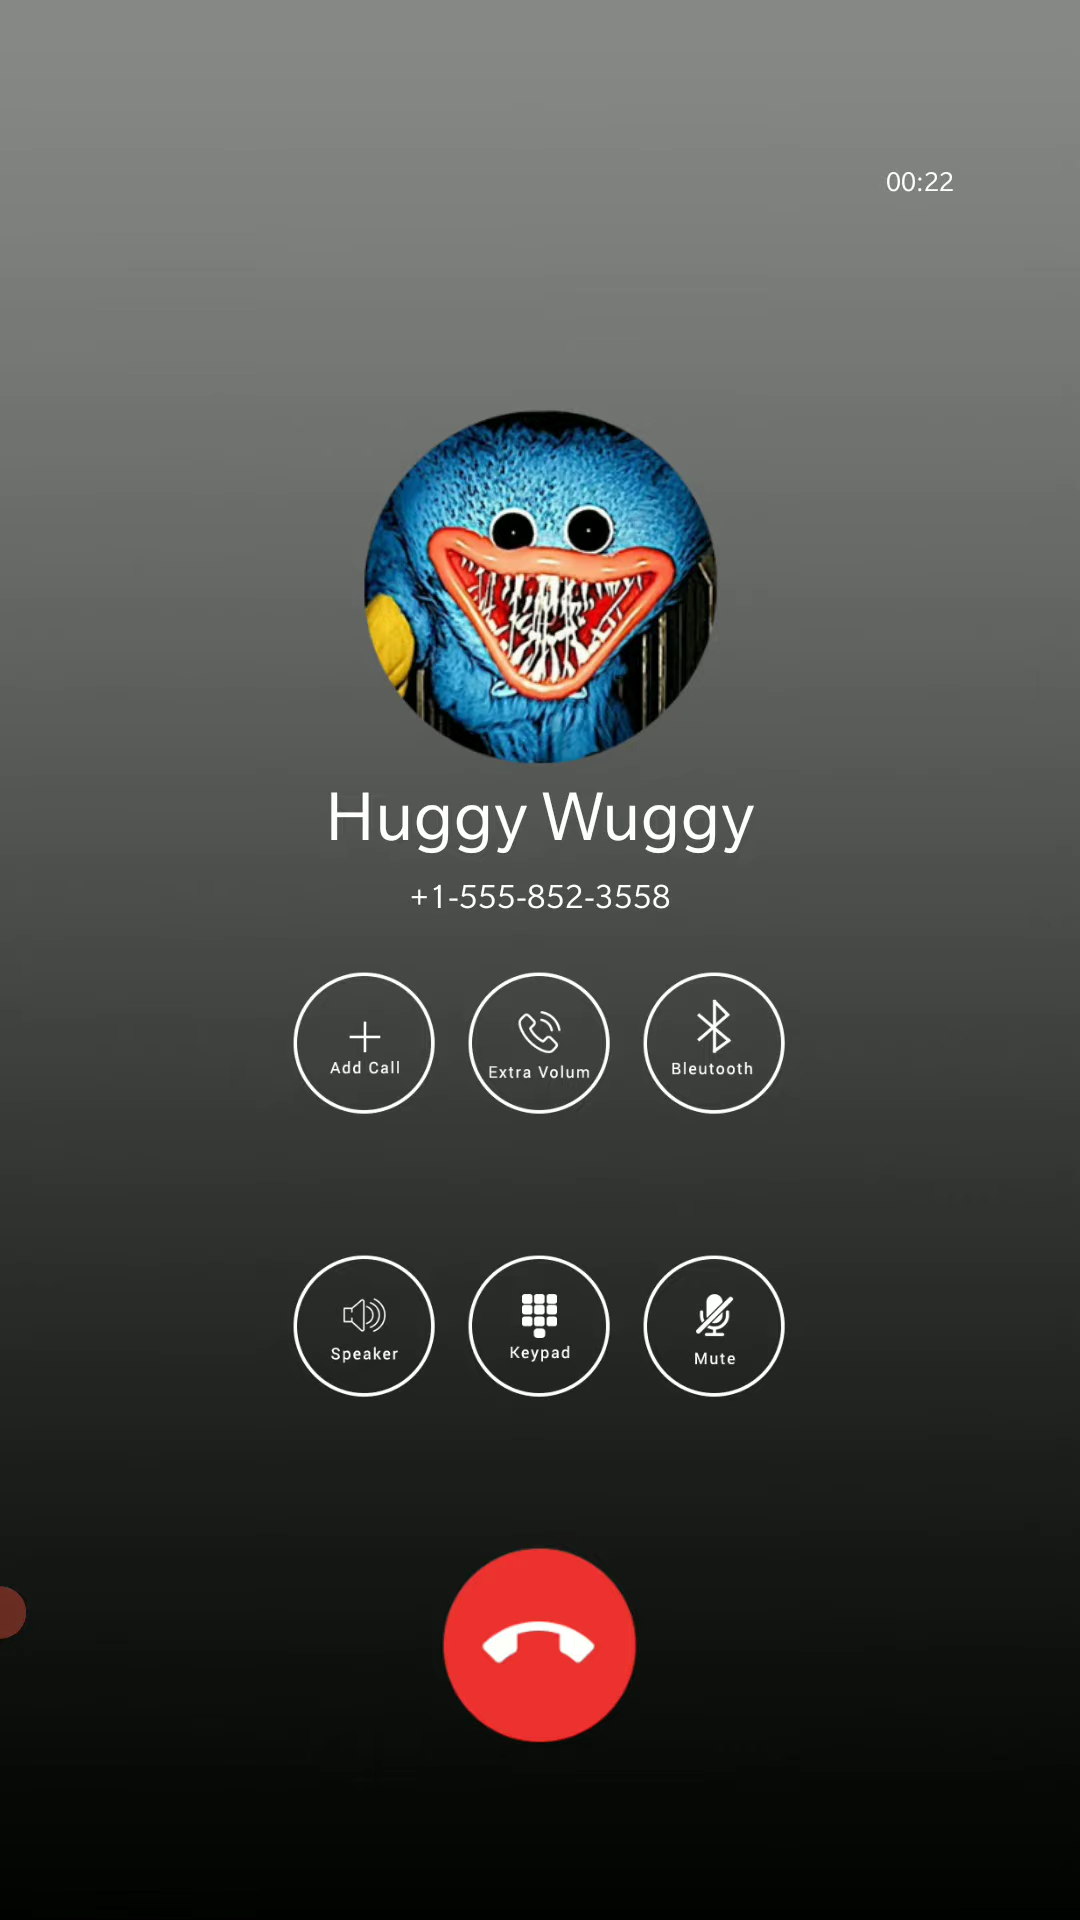 00:22
Huggy Wuggy
+1-555-852-3558
Add Call
Extra Volum
Bleutooth
Speaker
Keypad
Mute